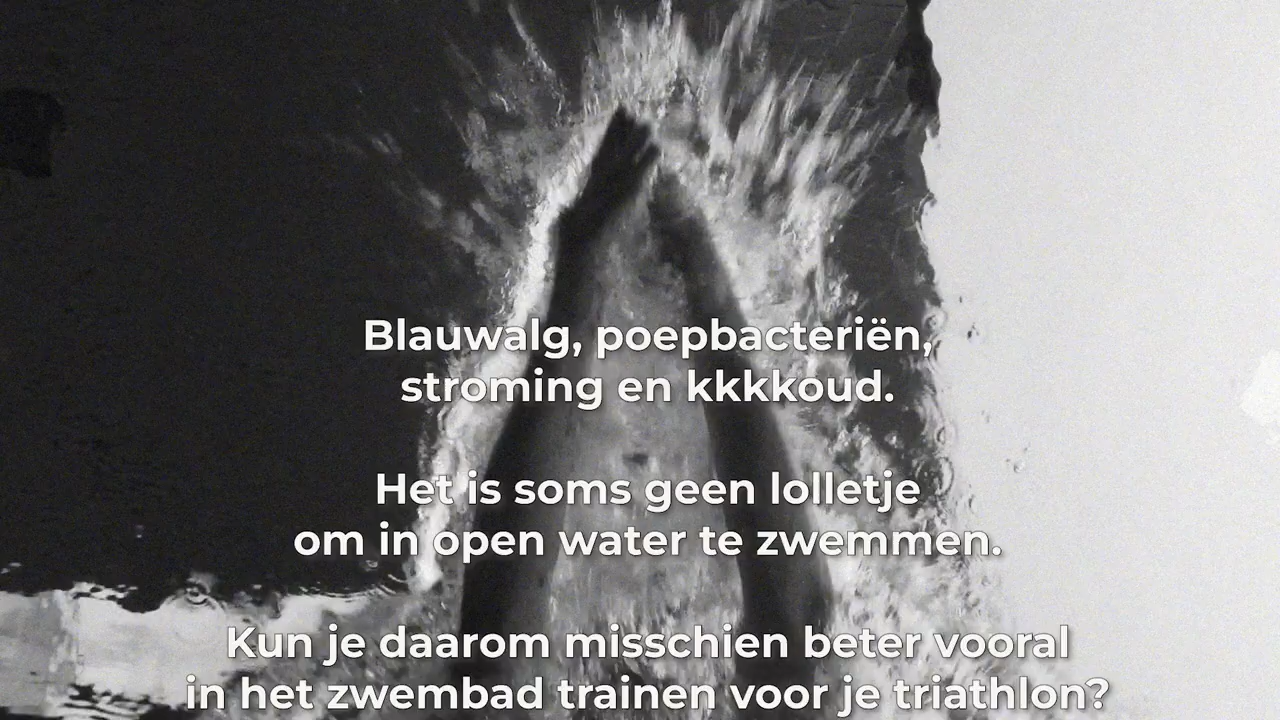 Blauwalg, poepbacteriën,
stroming en kkkkoud.
Het is soms geen lolletje
om in open water te zwemmen.
Kun je daarom misschien beter vooral
in het zwembad trainen voor je triathlon?